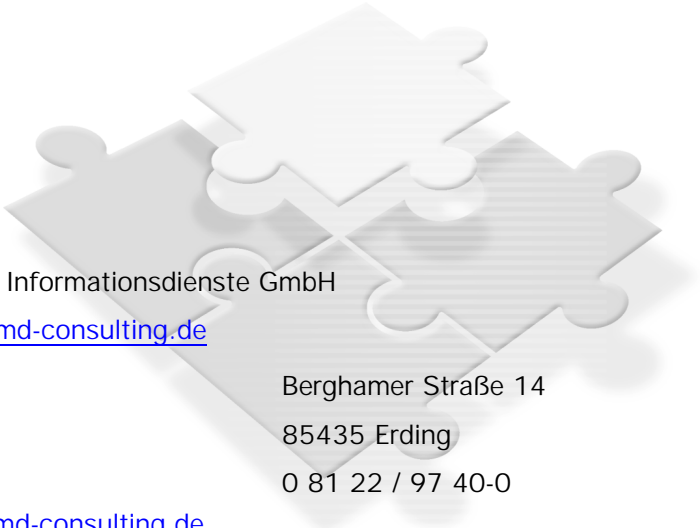 Informationsdienste GmbH
md-consulting.de
Berghamer Straße 14
85435 Erding
0 81 22 / 97 40-0
md-consulting.de